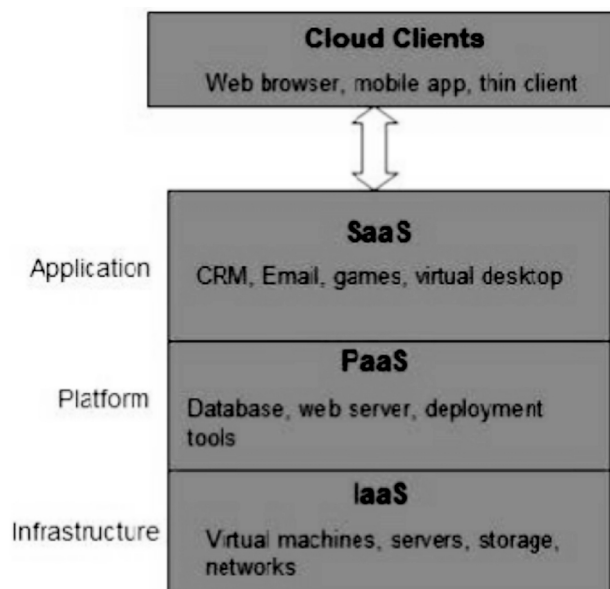 Cloud Clients
Web browser, mobile app, thin client
SaaS
Application
CRM, Email, games, virtual desktop
PaaS
Platform
Database, web server, deployment
tools
IaaS
Infrastructure
Virtual machines, servers, storage,
networks